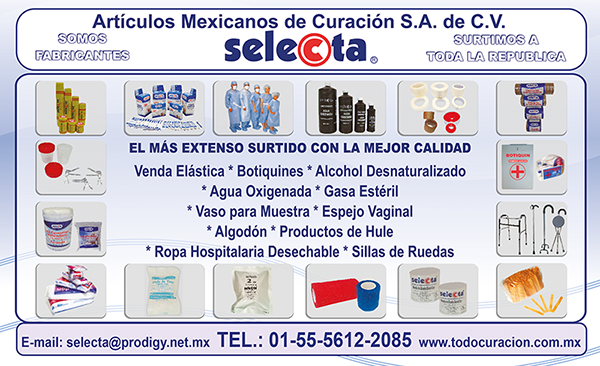 Artículos Mexicanos de Curación S.A. de C.V.
SOMOS
FABRICANTES
selecta®
SURTIMOS A
TODA LA REPUBLICA
EL MÁS EXTENSO SURTIDO CON LA MEJOR CALIDAD
Venda Elástica * Botiquines * Alcohol Desnaturalizado
* Agua Oxigenada * Gasa Estéril
* Vaso para Muestra * Espejo Vaginal
* Algodón * Productos de Hule
* Ropa Hospitalaria Desechable * Sillas de Ruedas
BOTIQUIN
selecta
selecta
E-mail: selecta@prodigy.net.mx TEL.: 01-55-5612-2085 www.todocuracion.com.mx